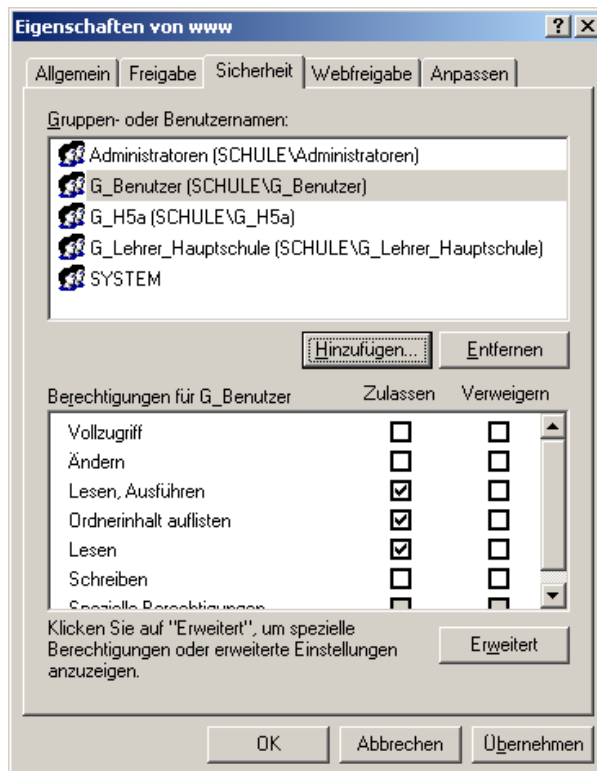 Eigenschaften von www
Allgemein Freigabe Sicherheit Webfreigabe Anpassen
Gruppen- oder Benutzernamen:
Administratoren (SCHULE\Administratoren)
G_Benutzer (SCHULE\G_Benutzer)
G_H5a (SCHULE\G_H5a)
G_Lehrer_Hauptschule (SCHULE\G_Lehrer_Hauptschule)
SYSTEM
Hinzufügen... Entfernen
Berechtigungen für G_Benutzer Zulassen Verweigern
Vollzugriff
Ändern
Lesen, Ausführen
Ordnerinhalt auflisten
Lesen
Schreiben
Spezielle Berechtigungen
Klicken Sie auf "Erweitert", um spezielle
Berechtigungen oder erweiterte Einstellungen
anzuzeigen.
Erweitert
OK Abbrechen Übernehmen